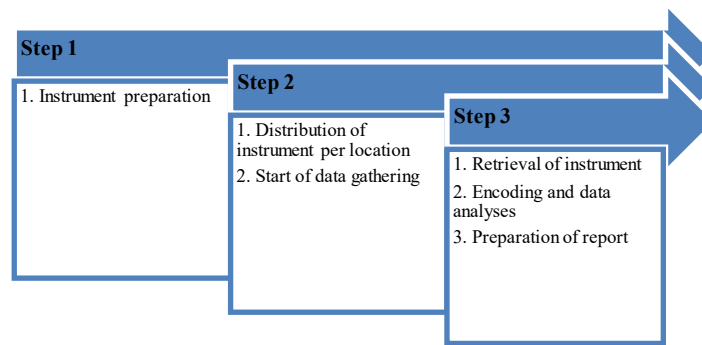 Step 1
1. Instrument preparation
Step 2
1. Distribution of
instrument per location
2. Start of data gathering
Step 3
1. Retrieval of instrument
2. Encoding and data
analyses
3. Preparation of report